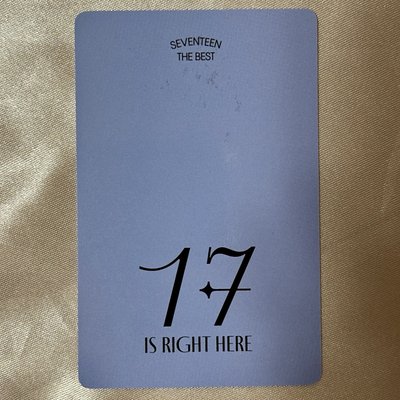 SEVENTEEN
THE BEST
17
IS RIGHT HERE